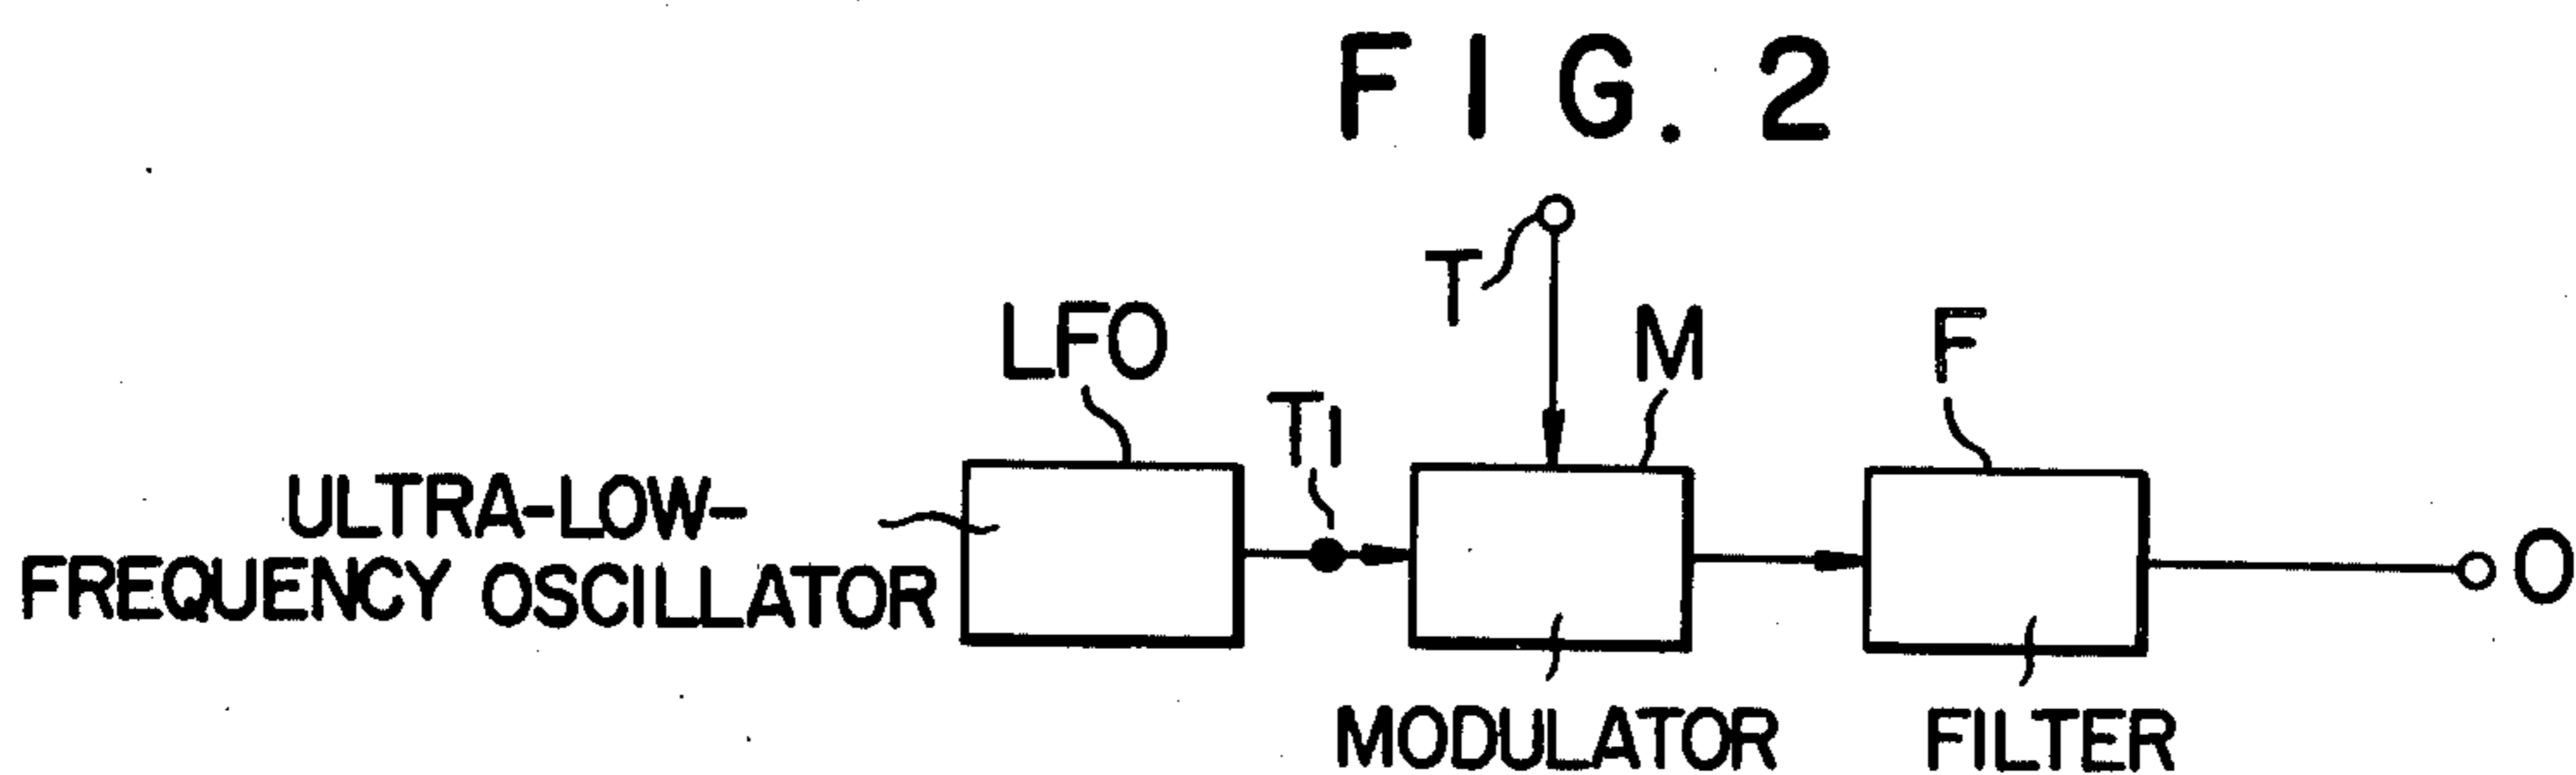 FIG. 2
T
LFO
M
F
T1
ULTRA-LOW-
FREQUENCY OSCILLATOR
O
MODULATOR
FILTER